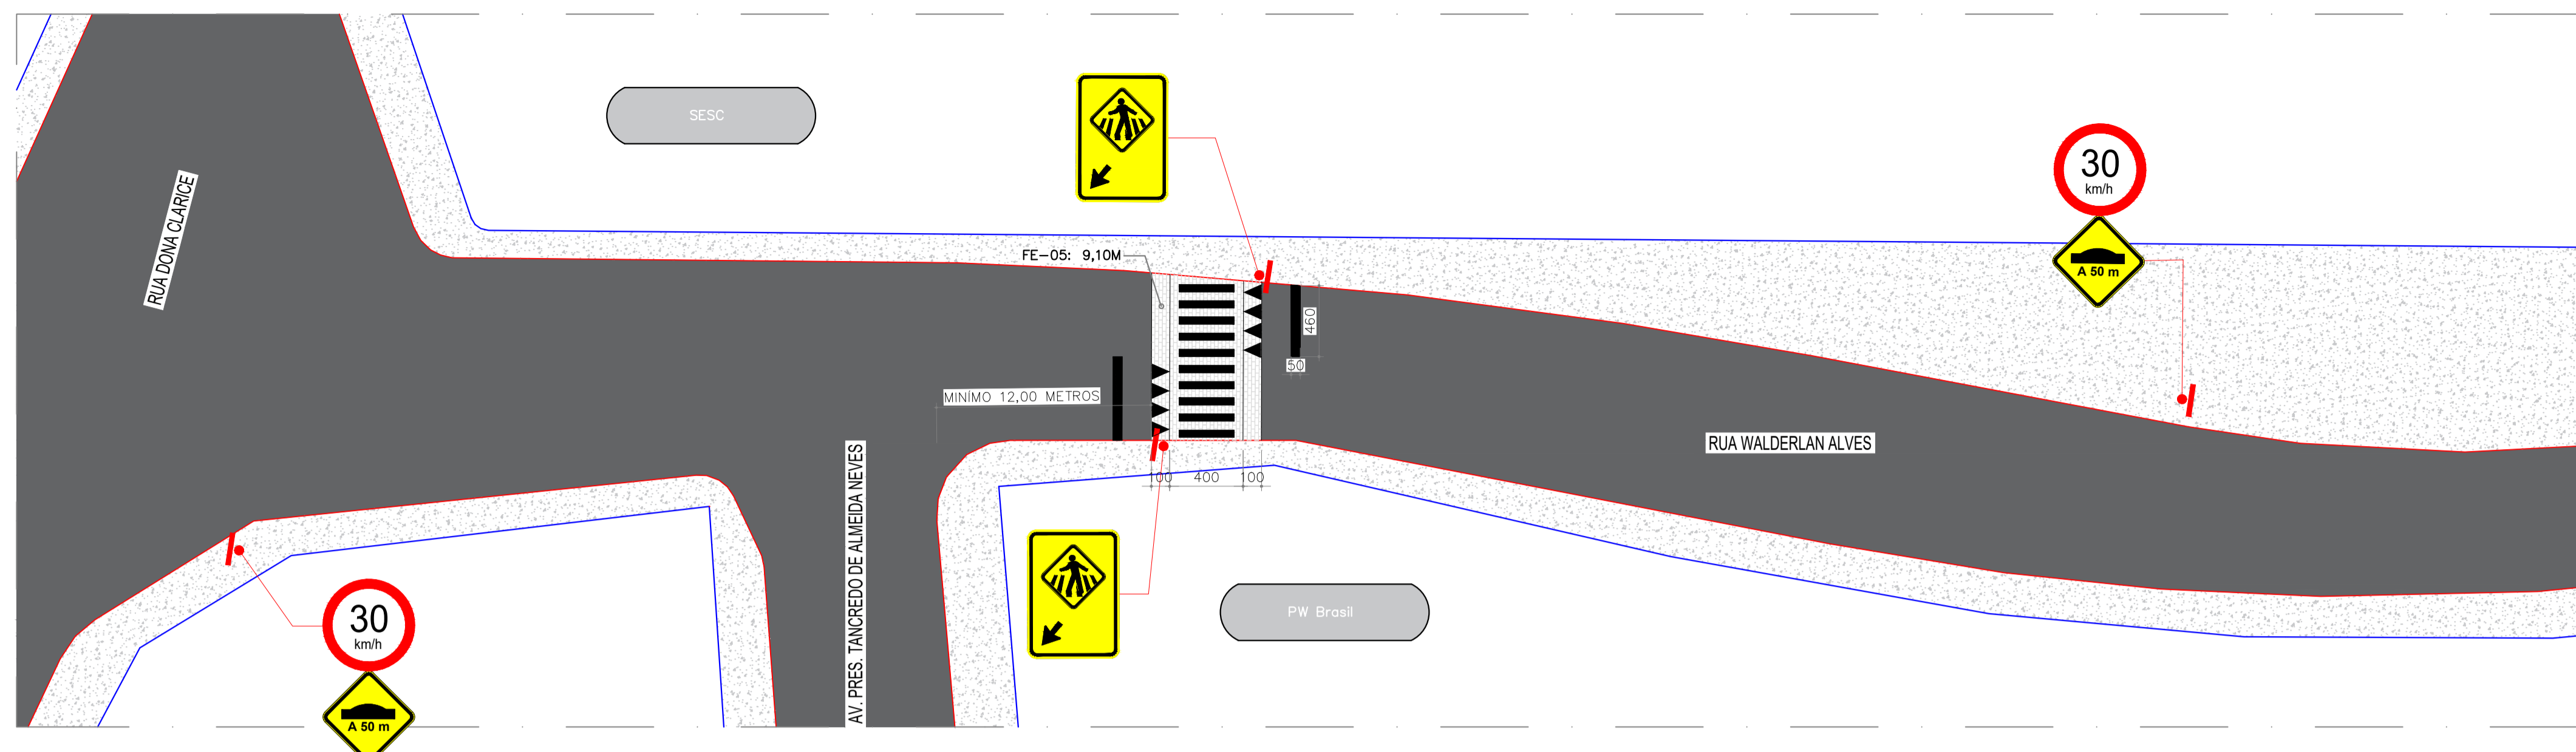 SESC
RUA DONA CLARICE
FE-05: 9,10M
30
km/h
A 50 m
460
50
MINÍMO 12,00 METROS
RUA WALDERLAN ALVES
AV. PRES. TANCREDO DE ALMEIDA NEVES
100
400
100
PW Brasil
30
km/h
A 50 m